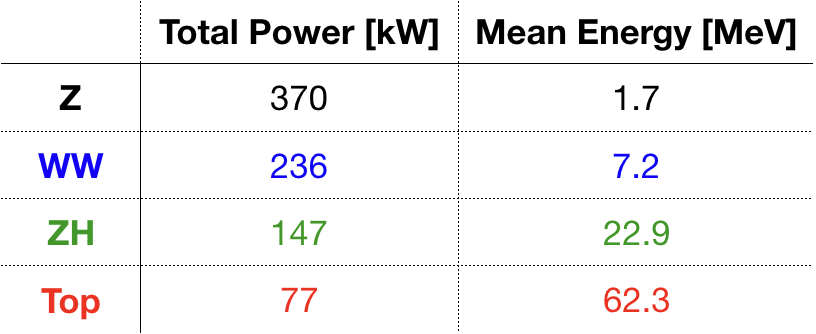 Total Power [kW] Mean Energy [MeV]
Z 370 1.7
WW 236 7.2
ZH 147 22.9
Top 77 62.3